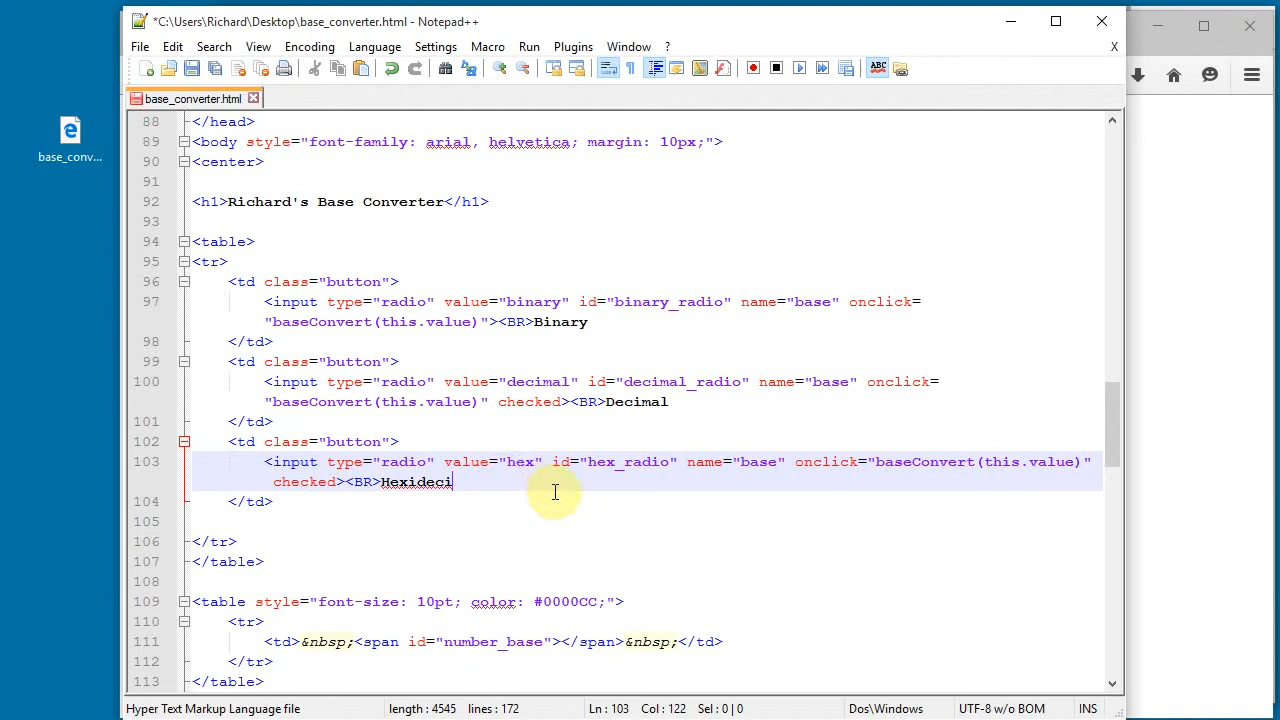 *C:\Users\Richard\Desktop\base_converter.html - Notepad++
File Edit Search View Encoding Language Settings Macro Run Plugins Window ? X
base_converter.html
base_conv...
88 </head>
89 <body style="font-family: arial, helvetica; margin: 10px;">
90 <center>
91
92 <h1>Richard's Base Converter</h1>
93
94 <table>
95 <tr>
96 <td class="button">
97 <input type="radio" value="binary" id="binary_radio" name="base" onclick=
"baseConvert(this.value)"><BR>Binary
98 </td>
99 <td class="button">
100 <input type="radio" value="decimal" id="decimal_radio" name="base" onclick=
"baseConvert(this.value)" checked><BR>Decimal
101 </td>
102 <td class="button">
103 <input type="radio" value="hex" id="hex_radio" name="base" onclick="baseConvert(this.value)"
checked><BR>Hexideci
104 </td>
105
106 </tr>
107 </table>
108
109 <table style="font-size: 10pt; color: #0000CC;">
110 <tr>
111 <td>&nbsp;<span id="number_base"></span>&nbsp;</td>
112 </tr>
113 </table>
Hyper Text Markup Language file length : 4545 lines : 172 Ln : 103 Col : 122 Sel : 0 | 0 Dos\Windows UTF-8 w/o BOM INS